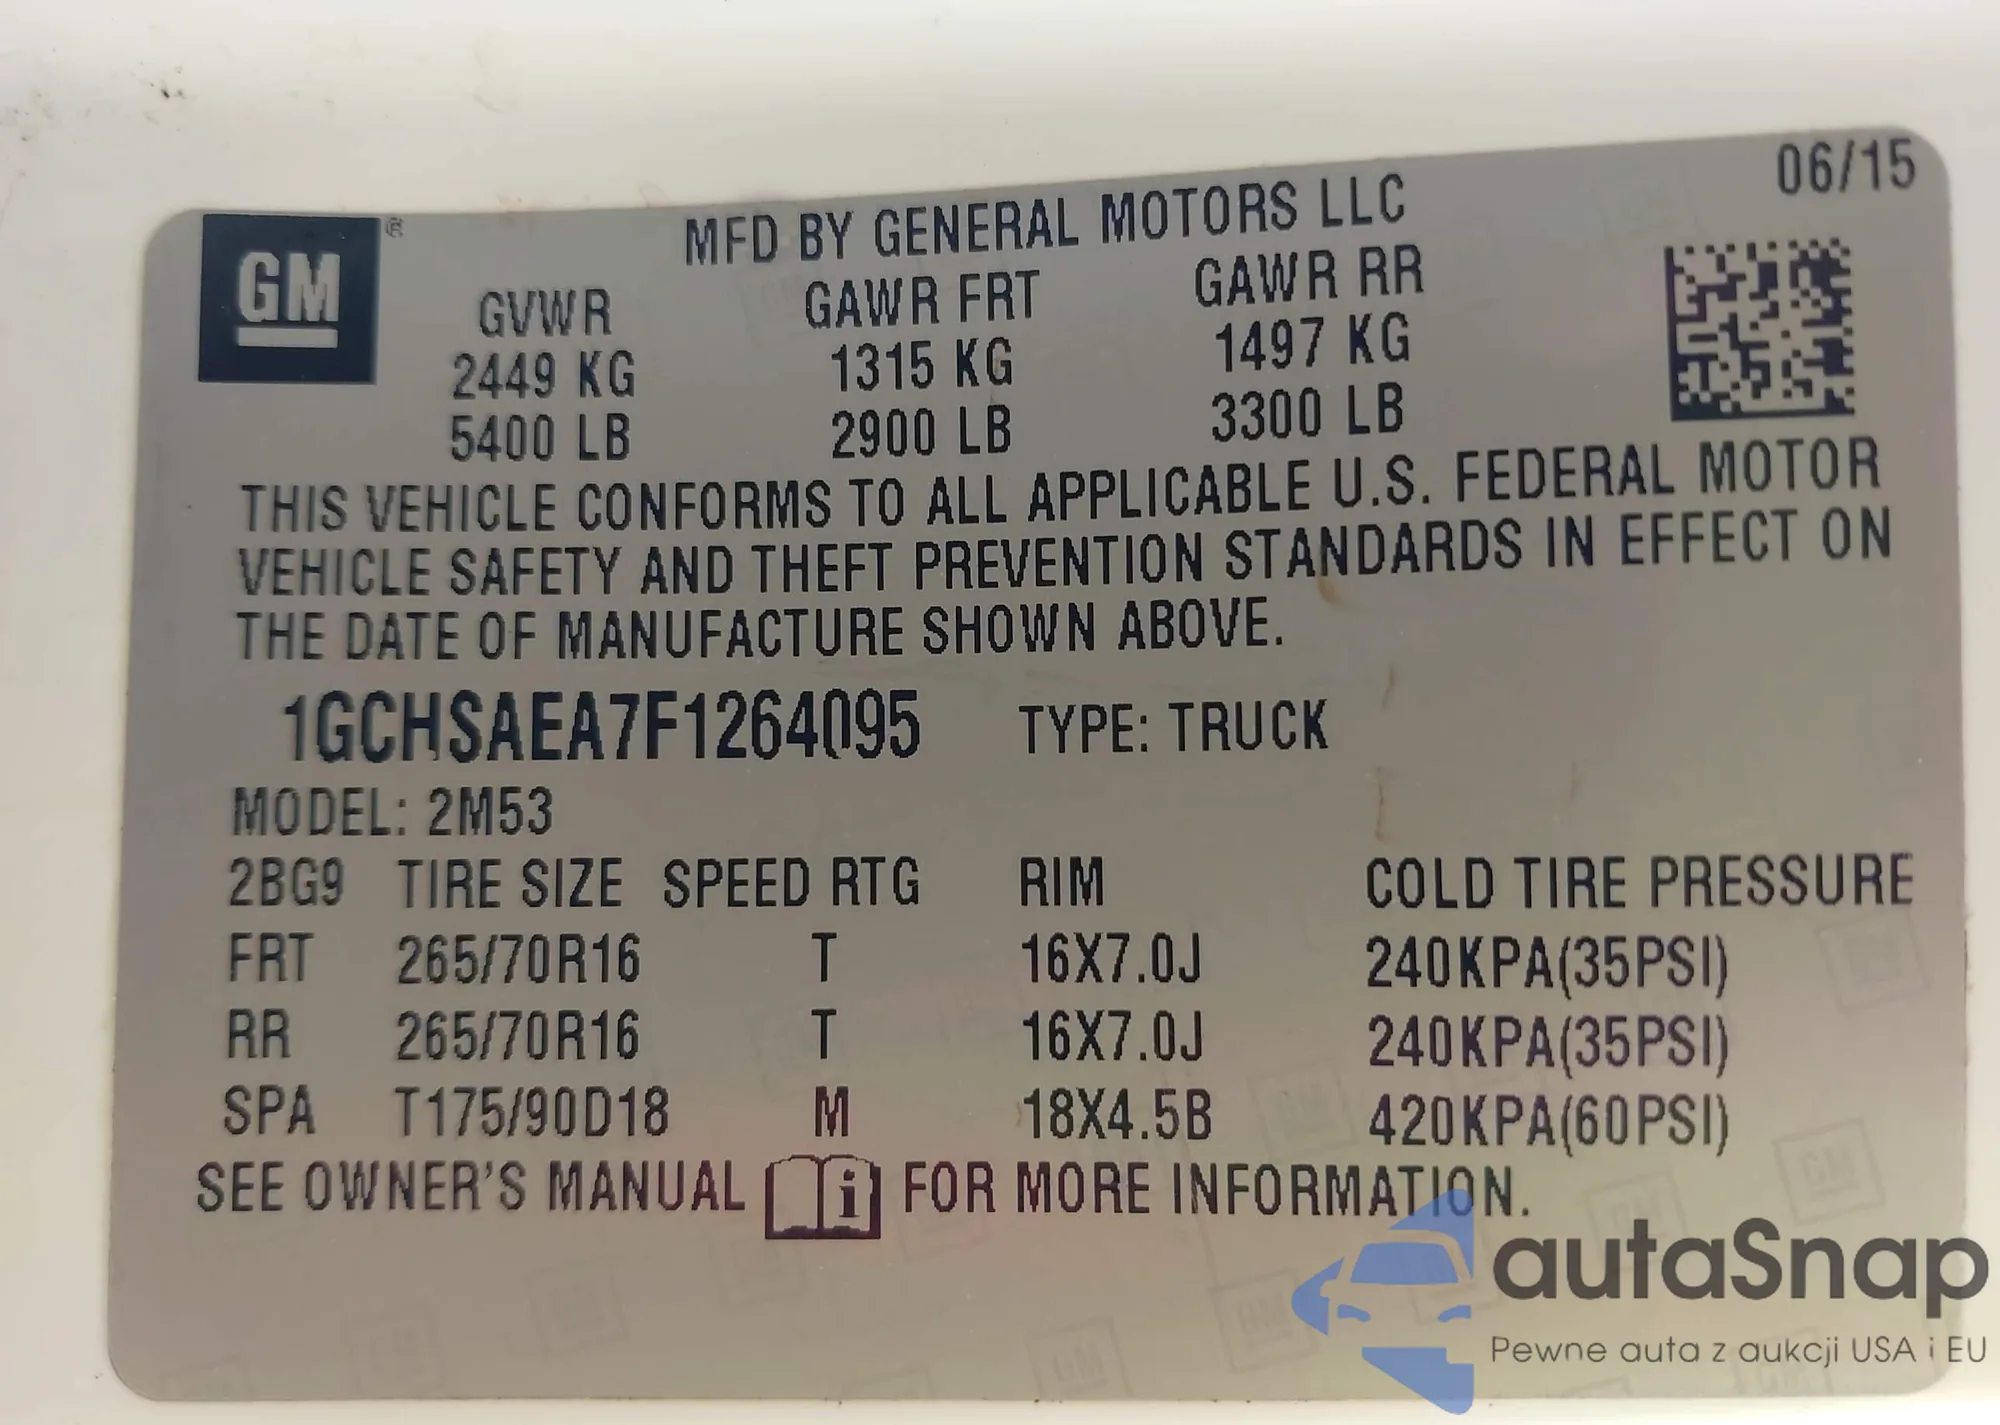 06/15
GM ®
MFD BY GENERAL MOTORS LLC
GVWR GAWR FRT GAWR RR
2449 KG 1315 KG 1497 KG
5400 LB 2900 LB 3300 LB
THIS VEHICLE CONFORMS TO ALL APPLICABLE U.S. FEDERAL MOTOR
VEHICLE SAFETY AND THEFT PREVENTION STANDARDS IN EFFECT ON
THE DATE OF MANUFACTURE SHOWN ABOVE.
1GCHSAEA7F1264095 TYPE: TRUCK
MODEL: 2M53
2BG9 TIRE SIZE SPEED RTG RIM COLD TIRE PRESSURE
FRT 265/70R16 T 16X7.0J 240KPA(35PSI)
RR 265/70R16 T 16X7.0J 240KPA(35PSI)
SPA T175/90D18 M 18X4.5B 420KPA(60PSI)
SEE OWNER'S MANUAL i FOR MORE INFORMATION.
autaSnap
Pewne auta z aukcji USA i EU